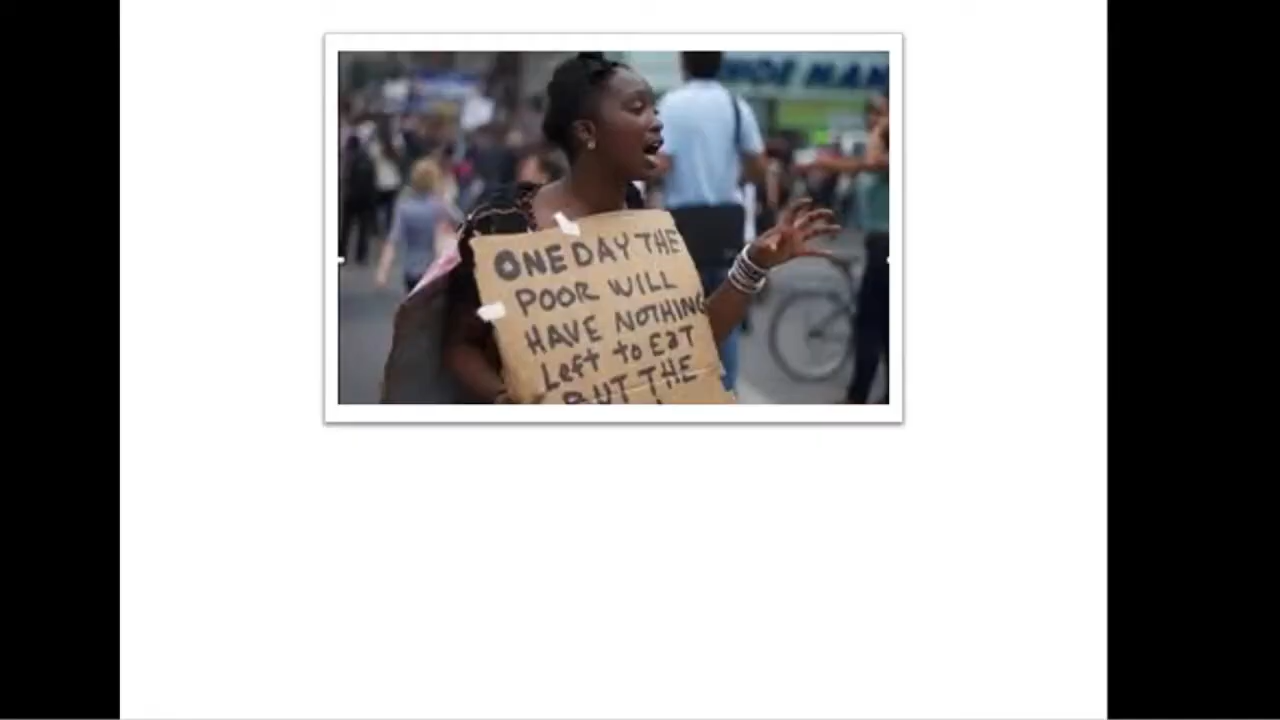 ONE DAY THE
POOR WILL
HAVE NOTHING
Left to Eat
BUT THE